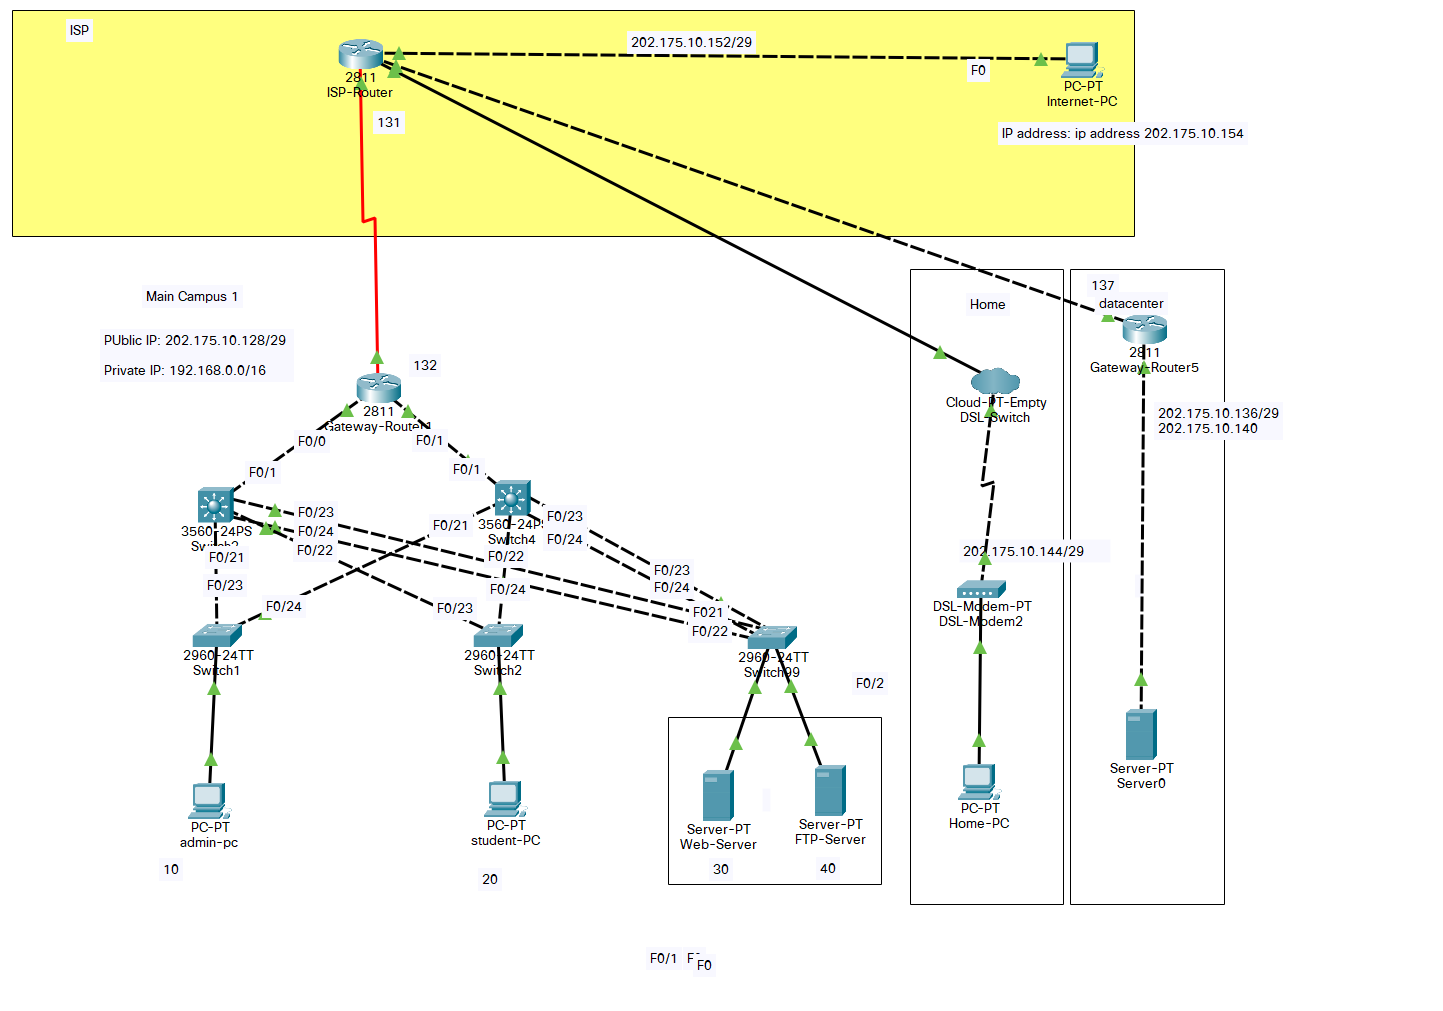 ISP
202.175.10.152/29
F0
2811
ISP-Router
PC-PT
Internet-PC
131
IP address: ip address 202.175.10.154
Main Campus 1
PUblic IP: 202.175.10.128/29
Private IP: 192.168.0.0/16
Home
137
datacenter
2811
Gateway-Router5
132
2811
Gateway-Router1
Cloud-PT-Empty
DSL-Switch
202.175.10.136/29
202.175.10.140
F0/0
F0/1
F0/1
F0/1
3560-24PS
F0/23
F0/24
F0/22
F0/21
3560-24PS
Switch4
F0/23
F0/24
F0/21
F0/23
F0/22
F0/24
F0/23
F0/24
202.175.10.144/29
F0/24
F0/23
F021
F0/22
DSL-Modem-PT
DSL-Modem2
2960-24TT
Switch1
2960-24TT
Switch2
2960-24TT
Switch99
F0/2
PC-PT
admin-pc
10
PC-PT
student-PC
20
Server-PT
Web-Server
30
Server-PT
FTP-Server
40
PC-PT
Home-PC
Server-PT
Server0
F0/1
F0